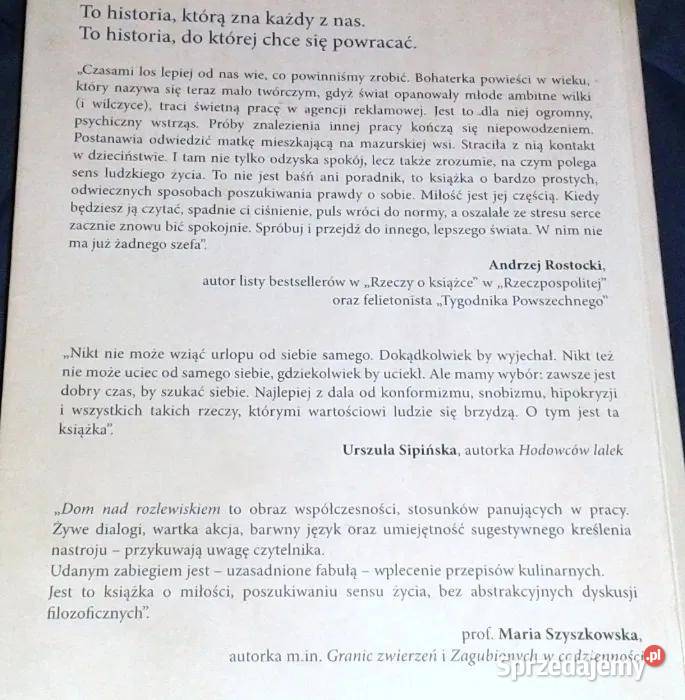 To historia, którą zna każdy z nas.
To historia, do której chce się powracać.
„Czasami los lepiej od nas wie, co powinniśmy zrobić. Bohaterka powieści w wieku,
który nazywa się teraz mało twórczym, gdyż świat opanowały młode ambitne wilki
(i wilczyce), traci świetną pracę w agencji reklamowej. Jest to dla niej ogromny,
psychiczny wstrząs. Próby znalezienia innej pracy kończą się niepowodzeniem.
Postanawia odwiedzić matkę mieszkającą na mazurskiej wsi. Straciła z nią kontakt
w dzieciństwie. I tam nie tylko odzyska spokój, lecz także zrozumie, na czym polega
sens ludzkiego życia. To nie jest baśń ani poradnik, to książka o bardzo prostych,
odwiecznych sposobach poszukiwania prawdy o sobie. Miłość jest jej częścią. Kiedy
będziesz ją czytać, spadnie ci ciśnienie, puls wróci do normy, a oszalałe ze stresu serce
zacznie znowu bić spokojnie. Spróbuj i przejdź do innego, lepszego świata. W nim nie
ma już żadnego szefa”.
Andrzej Rostocki,
autor listy bestsellerów w „Rzeczy o książce” w „Rzeczpospolitej”
oraz felietonista „Tygodnika Powszechnego”
„Nikt nie może wziąć urlopu od siebie samego. Dokądkolwiek by wyjechał. Nikt też
nie może uciec od samego siebie, gdziekolwiek by uciekł. Ale mamy wybór: zawsze jest
dobry czas, by szukać siebie. Najlepiej z dala od konformizmu, snobizmu, hipokryzji
i wszystkich takich rzeczy, którymi wartościowi ludzie się brzydzą. O tym jest ta
książka”.
Urszula Sipińska, autorka Hodowców lalek
„Dom nad rozlewiskiem to obraz współczesności, stosunków panujących w pracy.
Żywe dialogi, wartka akcja, barwny język oraz umiejętność sugestywnego kreślenia
nastroju – przykuwają uwagę czytelnika.
Udanym zabiegiem jest – uzasadnione fabułą – wplecenie przepisów kulinarnych.
Jest to książka o miłości, poszukiwaniu sensu życia, bez abstrakcyjnych dyskusji
filozoficznych”.
prof. Maria Szyszkowska,
autorka m.in. Granic zwierzeń i Zagubionych w codzienności
Sprzedajemy.pl